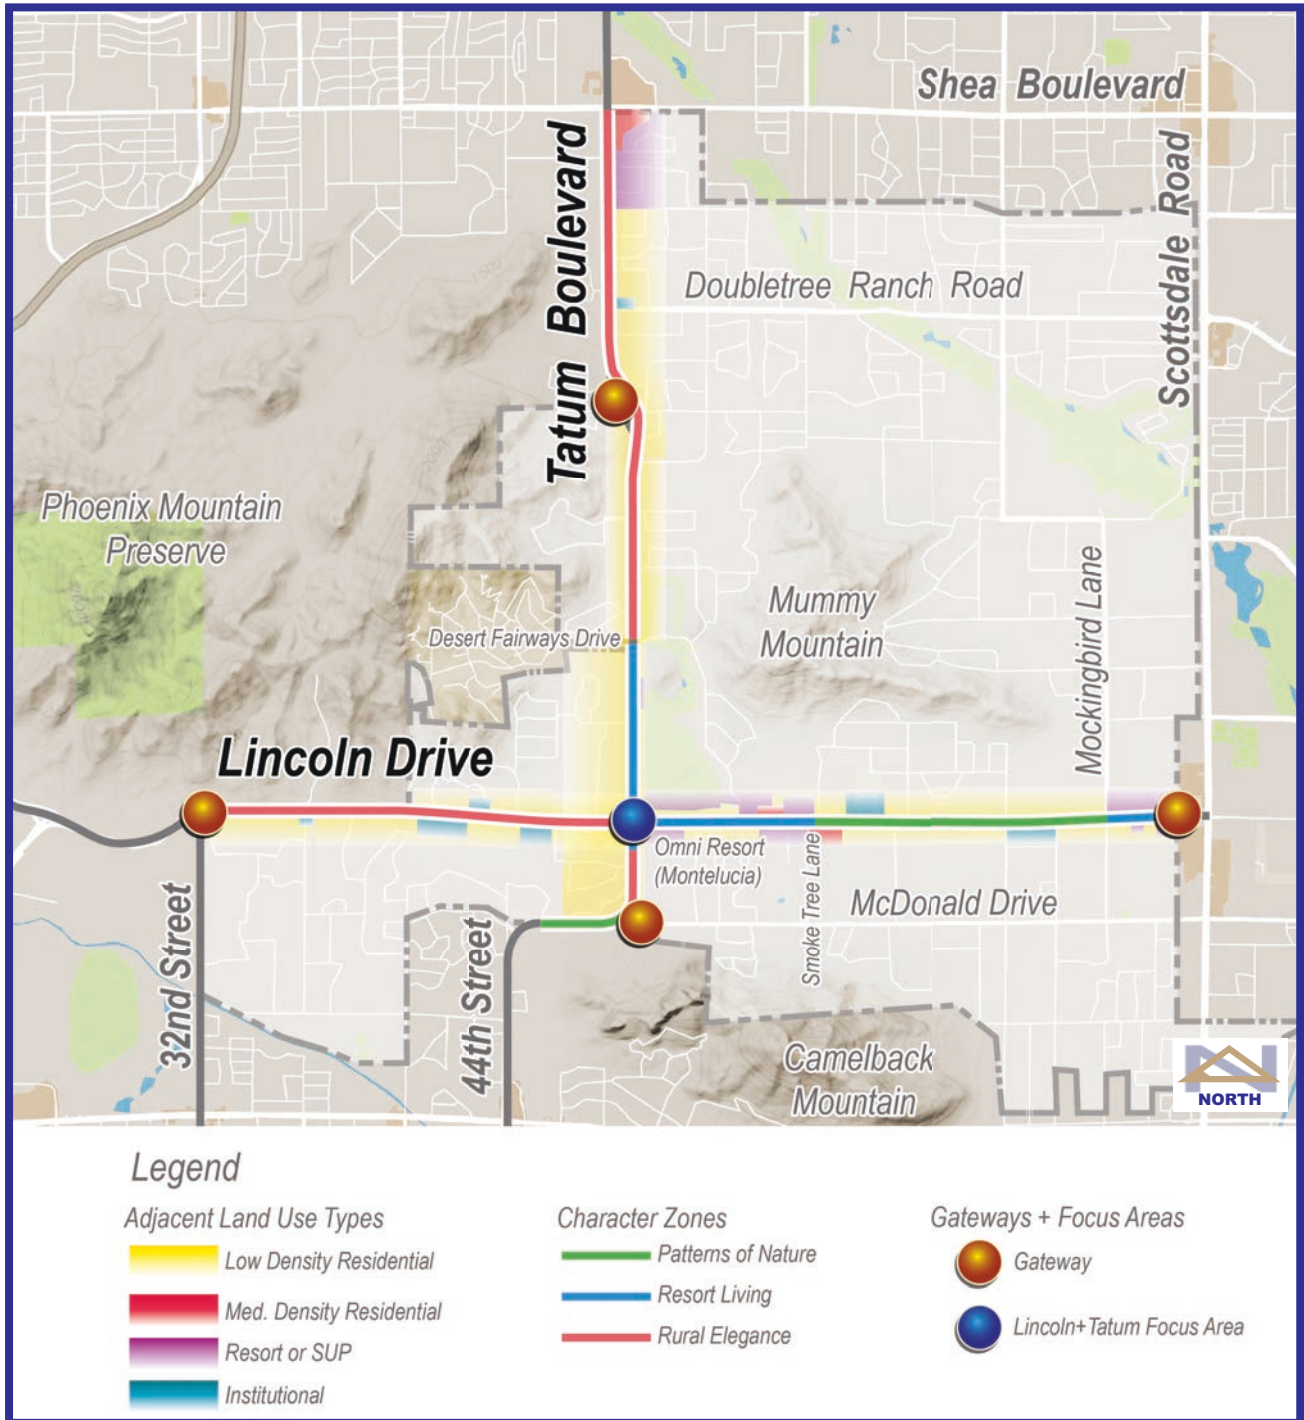 Shea Boulevard
Tatum Boulevard
Scottsdale Road
Doubletree Ranch Road
1500
2000
Phoenix Mountain
Preserve
Mummy
Mountain
Mockingbird Lane
Desert Fairways Drive
Lincoln Drive
Omni Resort
(Montelucia)
Smoke Tree Lane
McDonald Drive
32nd Street
44th Street
Camelback
Mountain
N
NORTH
Legend
Adjacent Land Use Types
Low Density Residential
Med. Density Residential
Resort or SUP
Institutional
Character Zones
Patterns of Nature
Resort Living
Rural Elegance
Gateways + Focus Areas
Gateway
Lincoln+Tatum Focus Area